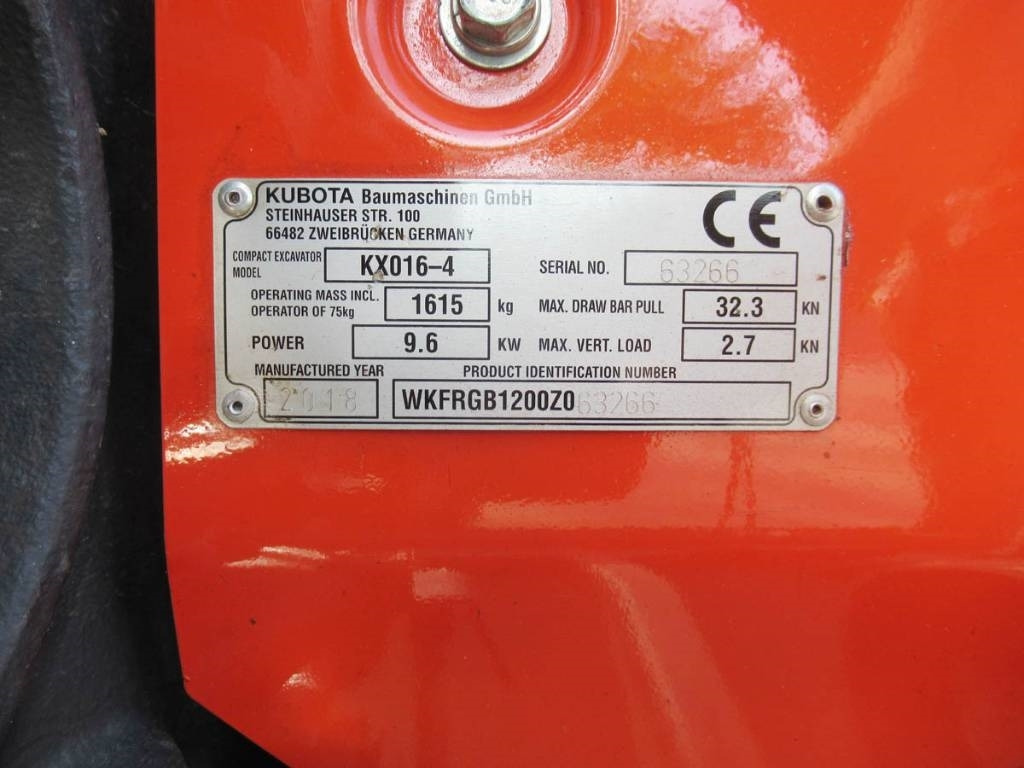 KUBOTA Baumaschinen GmbH
STEINHAUSER STR. 100
66482 ZWEIBRÜCKEN GERMANY
CE
COMPACT EXCAVATOR MODEL KX016–4 SERIAL NO. 63266
OPERATING MASS INCL. OPERATOR OF 75kg 1615 kg MAX. DRAW BAR PULL 32.3 KN
POWER 9.6 KW MAX. VERT. LOAD 2.7 KN
MANUFACTURED YEAR PRODUCT IDENTIFICATION NUMBER
2018 WKFRGB1200Z063266